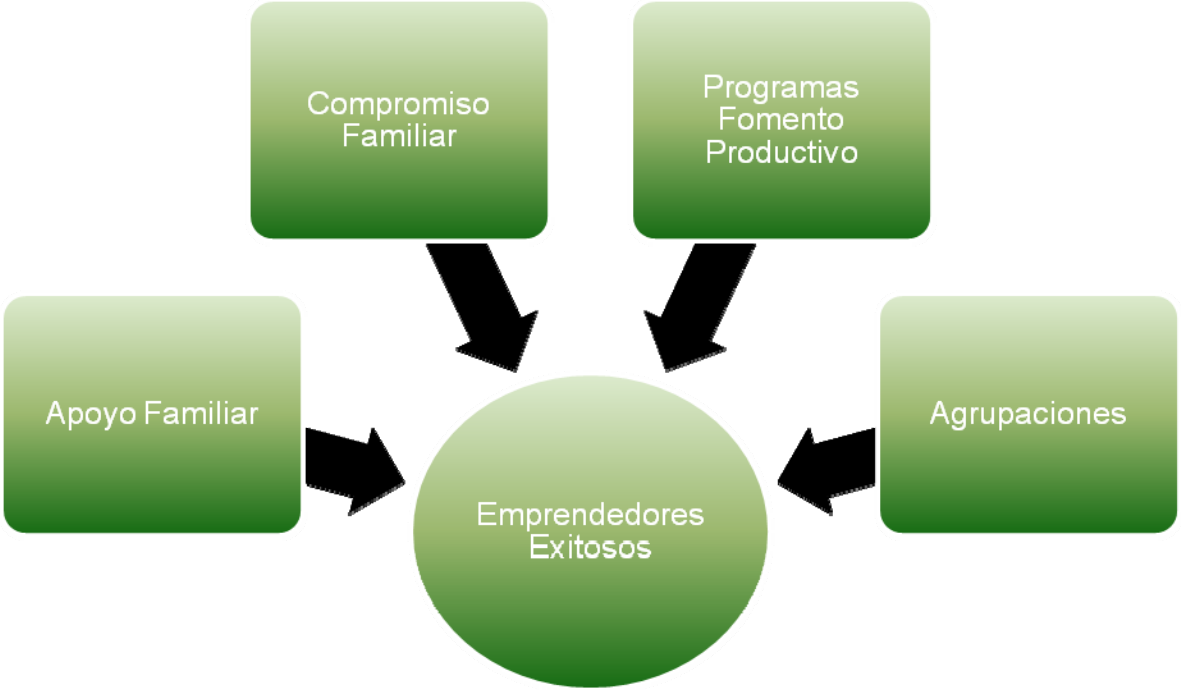 Compromiso
Familiar
Programas
Fomento
Productivo
Apoyo Familiar
Agrupaciones
Emprendedores
Exitosos